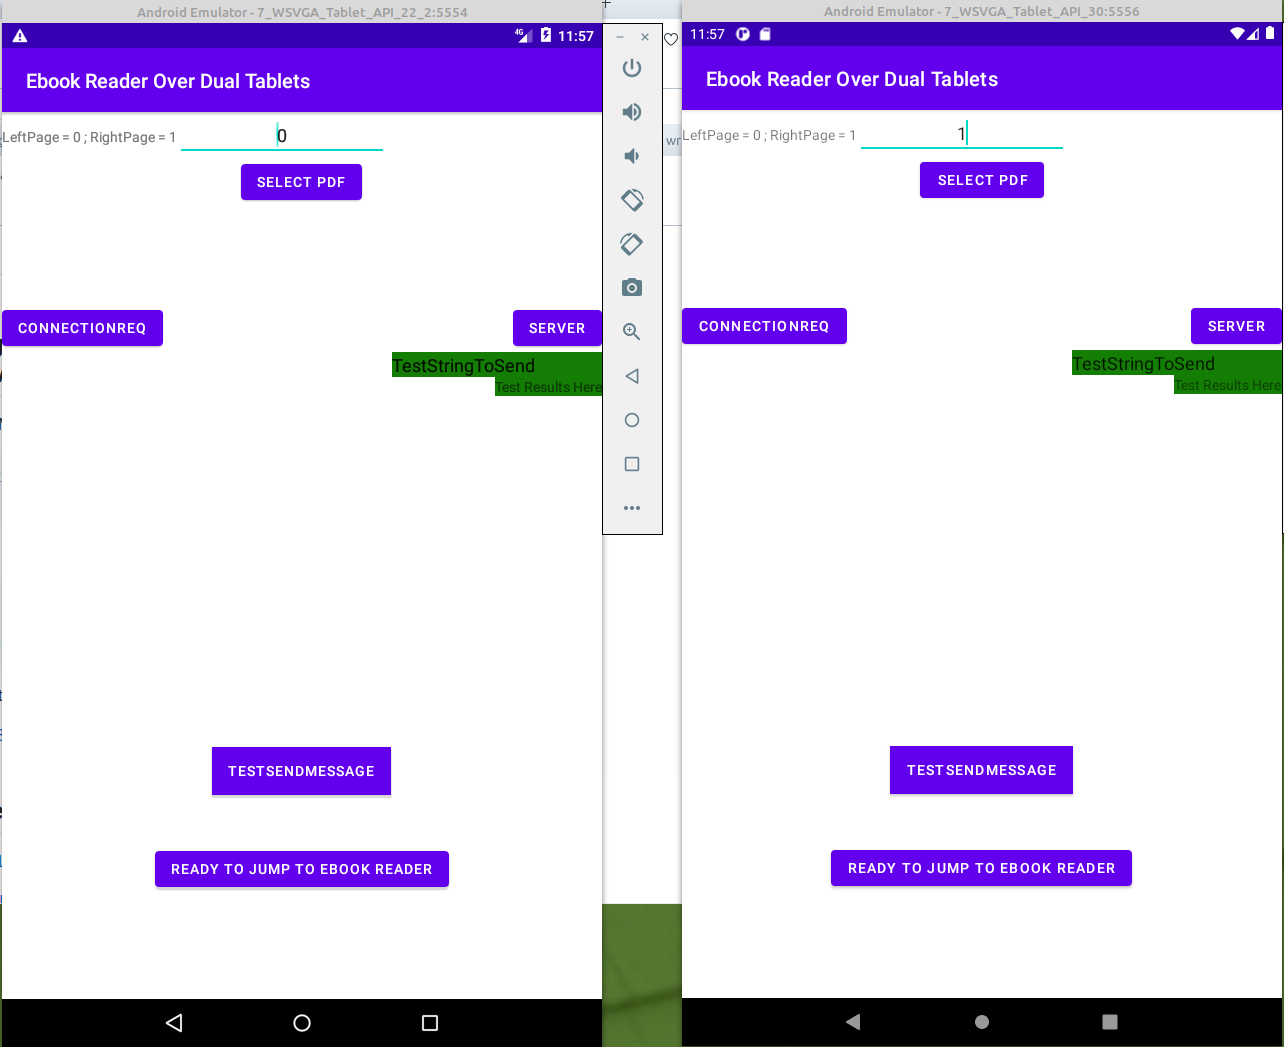 Android Emulator - 7_WSVGA_Tablet_API_22_2:5554
4G 11:57
Ebook Reader Over Dual Tablets
LeftPage = 0 ; RightPage = 1 0
SELECT PDF
CONNECTIONREQ SERVER
TestStringToSend
Test Results Here
TESTSENDMESSAGE
READY TO JUMP TO EBOOK READER
wr
Android Emulator - 7_WSVGA_Tablet_API_30:5556
11:57
Ebook Reader Over Dual Tablets
LeftPage = 0 ; RightPage = 1 1
SELECT PDF
CONNECTIONREQ SERVER
TestStringToSend
Test Results Here
TESTSENDMESSAGE
READY TO JUMP TO EBOOK READER